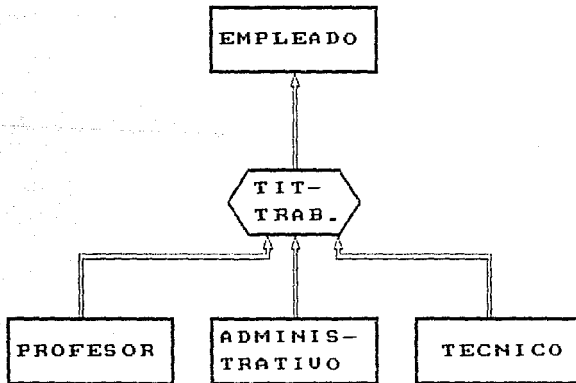 EMPLEADO
TIT-
TRAB.
PROFESOR
ADMINIS-
TRATIVO
TECNICO